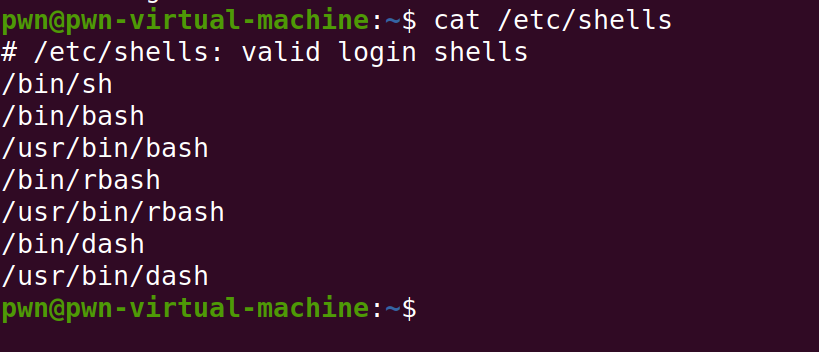 pwn@pwn-virtual-machine:~$ cat /etc/shells
# /etc/shells: valid login shells
/bin/sh
/bin/bash
/usr/bin/bash
/bin/rbash
/usr/bin/rbash
/bin/dash
/usr/bin/dash
pwn@pwn-virtual-machine:~$